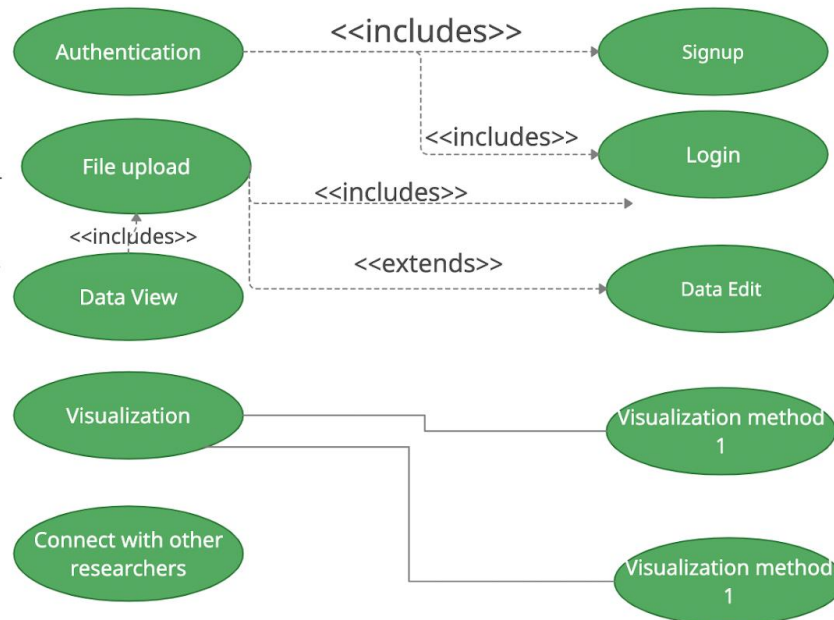 <<includes>>
Authentication
Signup
<<includes>>
Login
File upload
<<includes>>
<<includes>>
<<extends>>
Data View
Data Edit
Visualization
Visualization method
1
Connect with other
researchers
Visualization method
1